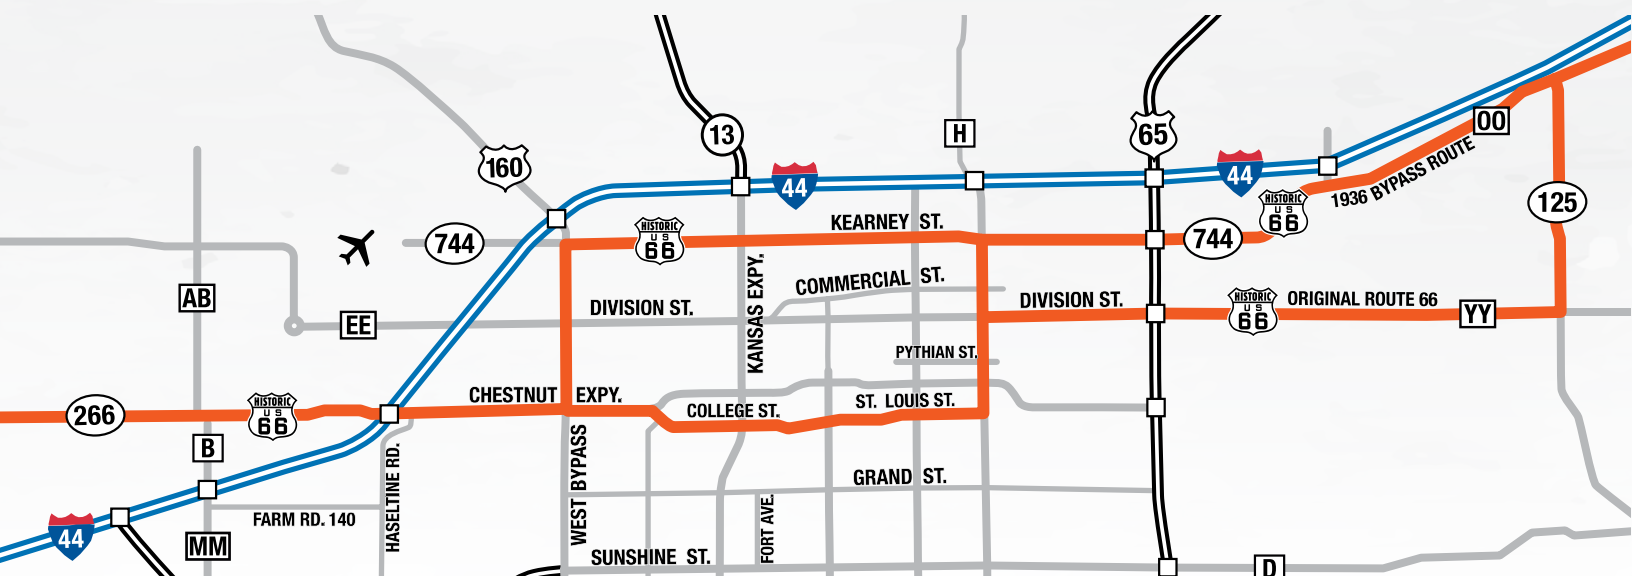 13
H
65
00
160
44
44
1936 BYPASS ROUTE
HISTORIC
US
66
125
KEARNEY ST.
744
HISTORIC
US
66
744
COMMERCIAL ST.
KANSAS EXPY.
AB
DIVISION ST.
DIVISION ST.
HISTORIC
US
66
ORIGINAL ROUTE 66
YY
EE
PYTHIAN ST.
CHESTNUT EXPY.
ST. LOUIS ST.
COLLEGE ST.
266
HISTORIC
US
66
B
HASELTINE RD.
WEST BYPASS
GRAND ST.
FORT AVE.
FARM RD. 140
44
MM
SUNSHINE ST.
D